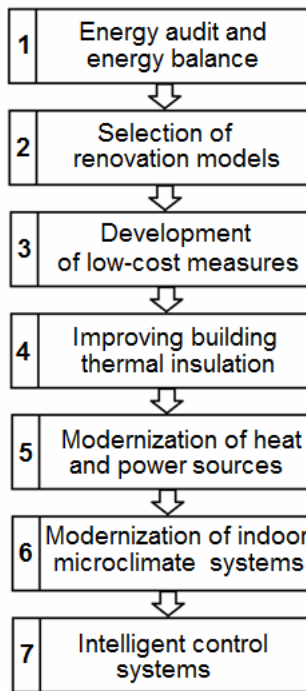 1
Energy audit and
energy balance
2
Selection of
renovation models
3
Development
of low-cost measures
4
Improving building
thermal insulation
5
Modernization of heat
and power sources
6
Modernization of indoor
microclimate systems
7
Intelligent control
systems